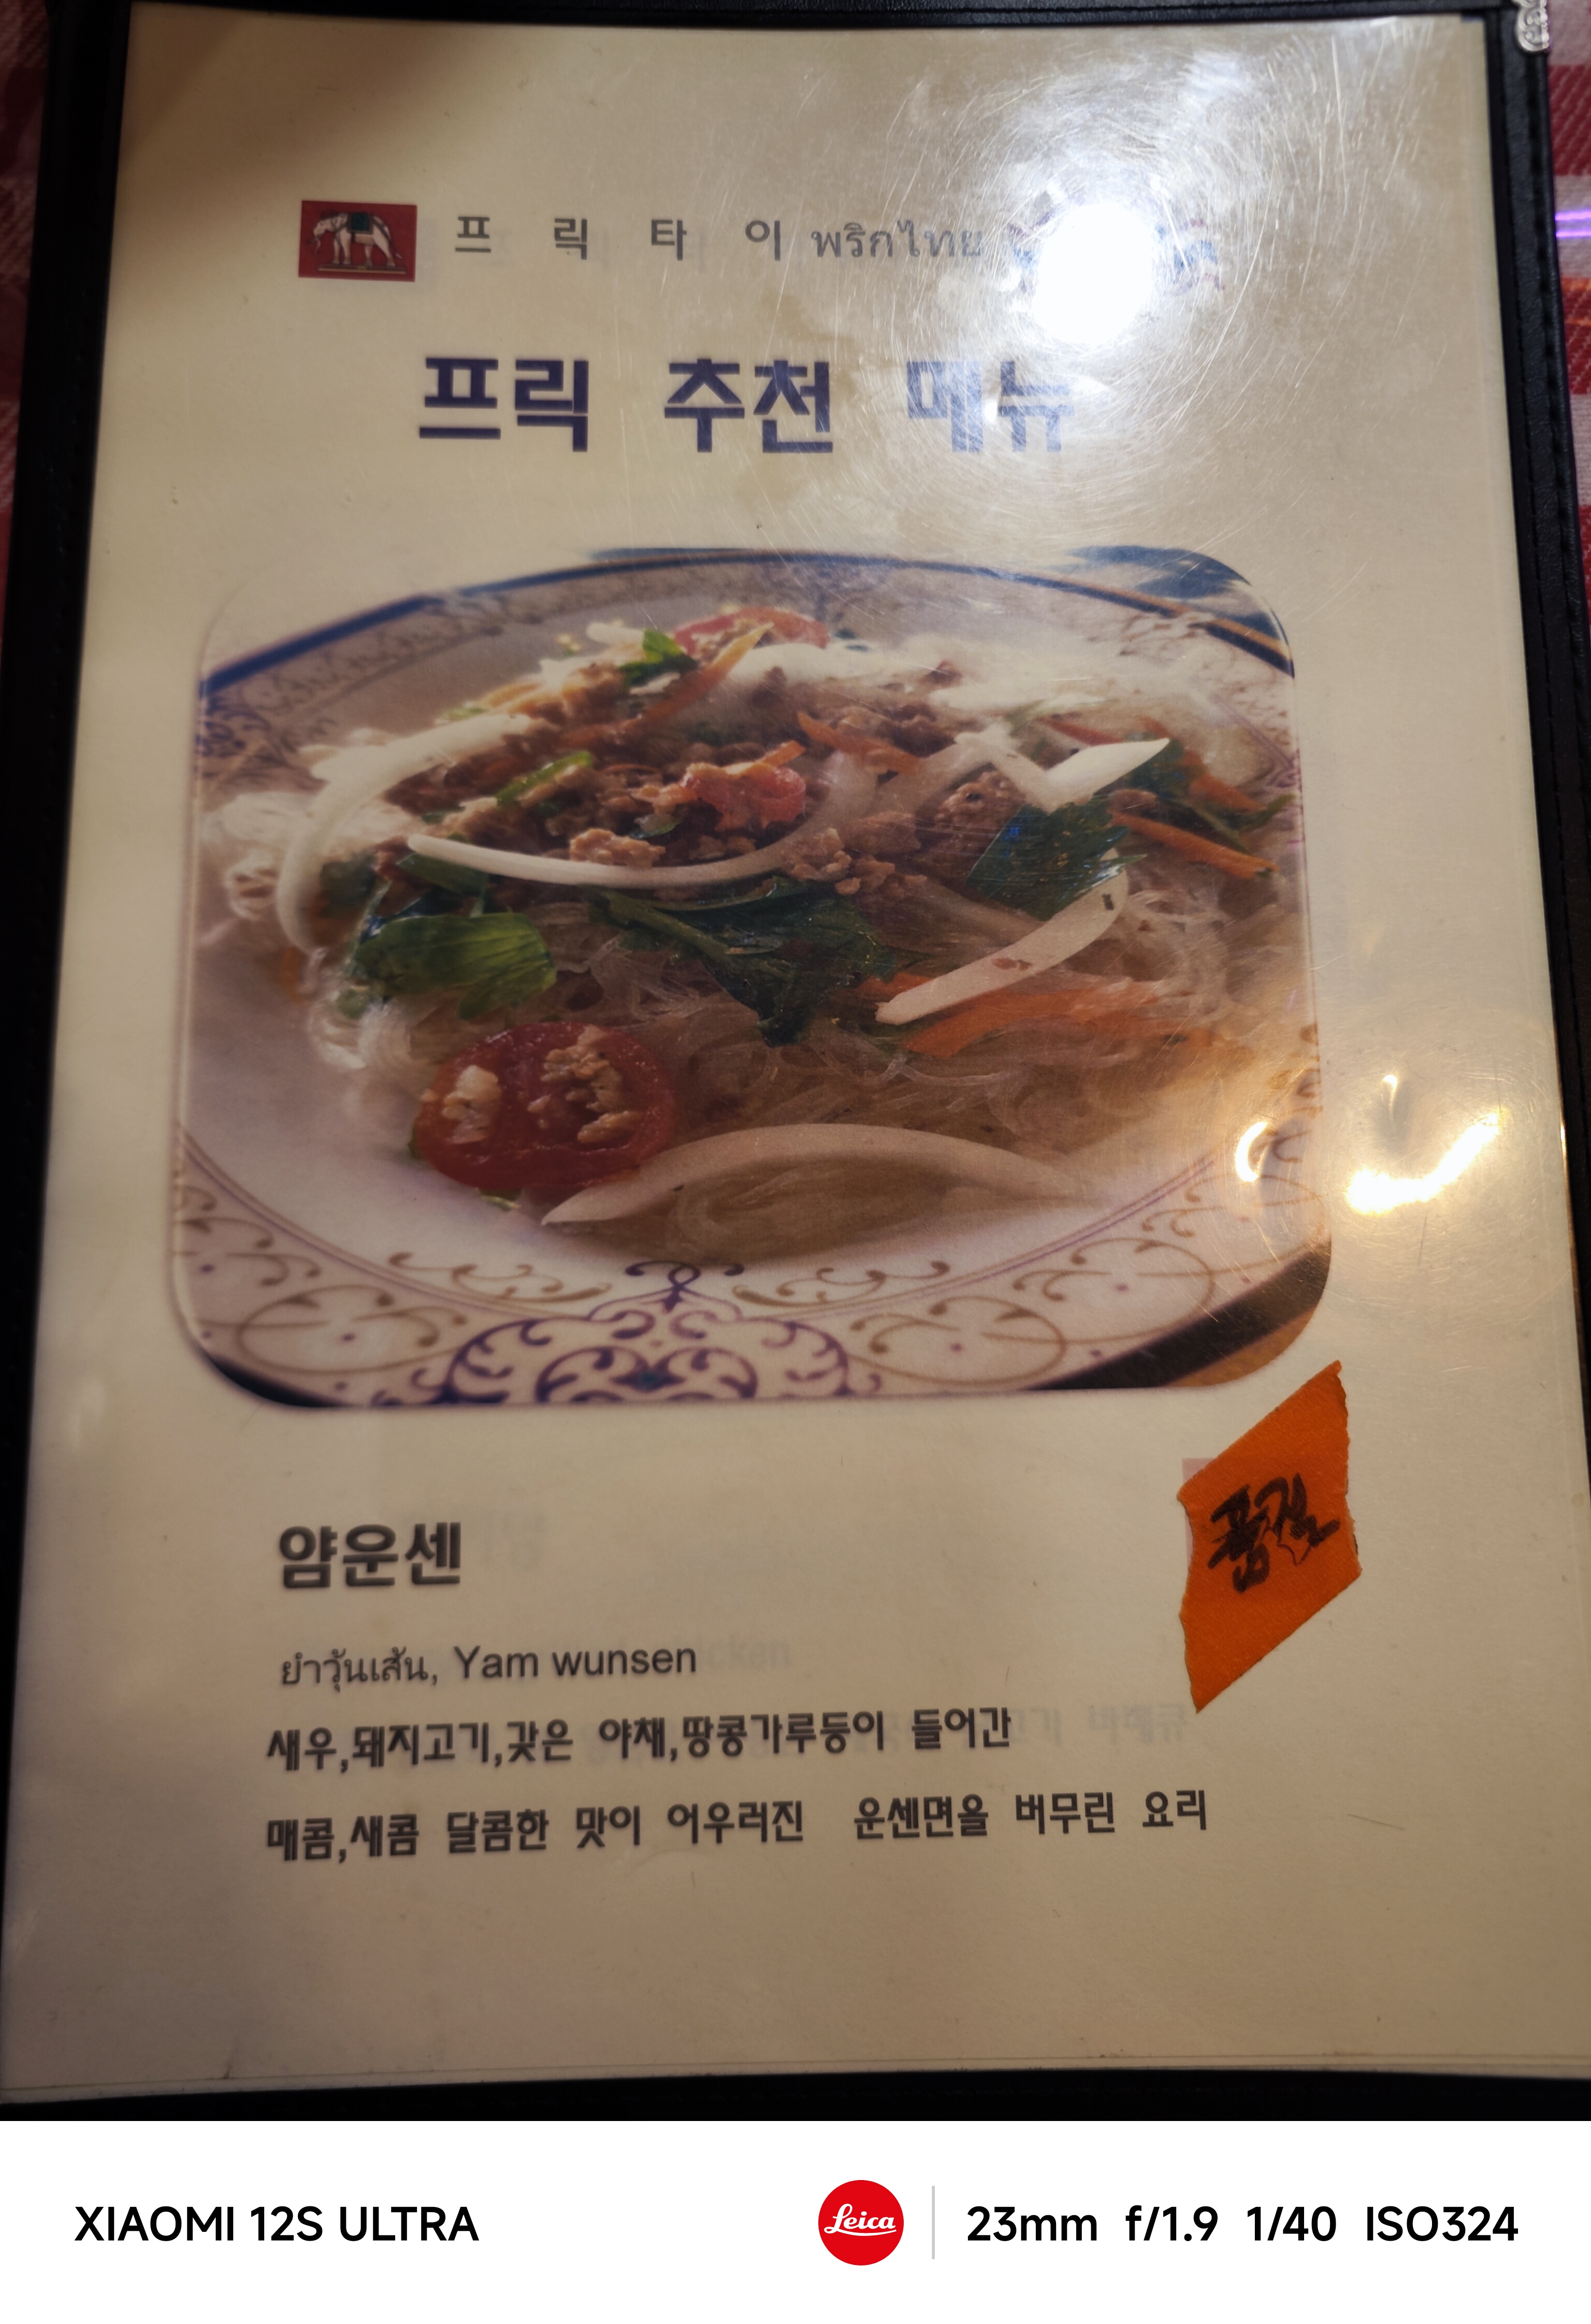 프 릭 타 이 พริกไทย
프릭 추천 메뉴
품절
얌운센
ยำวุ้นเส้น, Yam wunsen
새우,돼지고기,갖은 야채,땅콩가루등이 들어간
매콤,새콤 달콤한 맛이 어우러진 운센면을 버무린 요리
XIAOMI 12S ULTRA
Leica
23mm f/1.9 1/40 ISO324